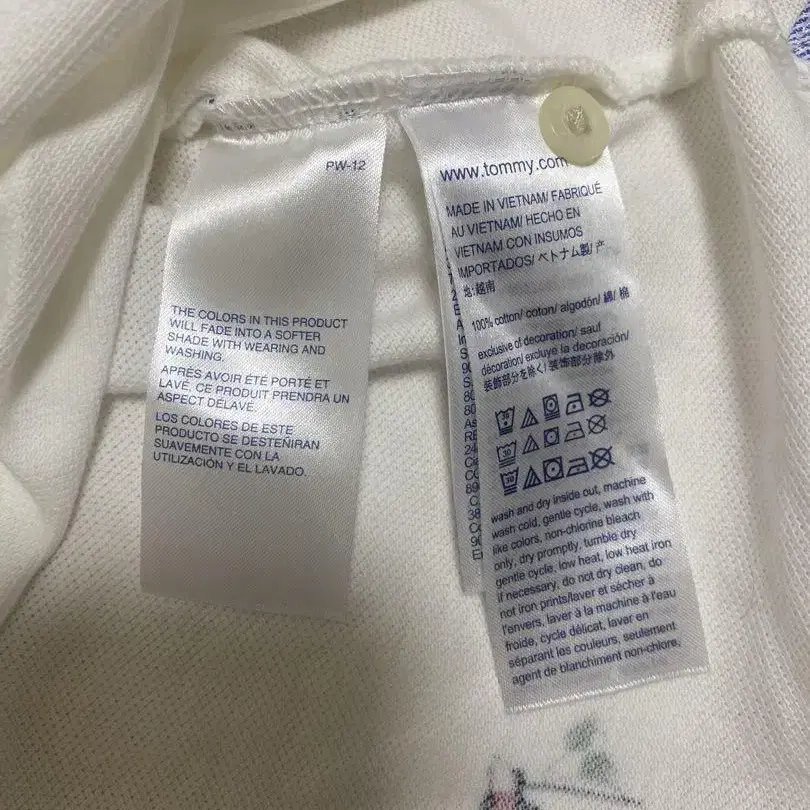 PW-12
THE COLORS IN THIS PRODUCT
WILL FADE INTO A SOFTER
SHADE WITH WEARING AND
WASHING.
APRÈS AVOIR ÉTÉ PORTÉ ET
LAVÉ, CE PRODUIT PRENDRA UN
ASPECT DÉLAVÉ.
LOS COLORES DE ESTE
PRODUCTO SE DESTEÑIRAN
SUAVEMENTE CON LA
UTILIZACIÓN Y EL LAVADO.
www.tommy.com
MADE IN VIETNAM/ FABRIQUÉ
AU VIETNAM/ HECHO EN
VIETNAM CON INSUMOS
IMPORTADOS/ ベトナム製/ 产
地:越南
100% cotton/ coton/ algodón/ 綿/ 棉
exclusive of decoration/ sauf
décoration/ excluye la decoración/
装飾部分を除く/ 装饰部分除外
30
30
30
wash and dry inside out, machine
wash cold, gentle cycle, wash with
like colors, non-chlorine bleach
only, dry promptly, tumble dry
gentle cycle, low heat, low heat iron
if necessary, do not dry clean, do
not iron prints/laver et sécher à
l'envers, laver à la machine à l'eau
froide, cycle délicat, laver en
séparant les couleurs, seulement
agent de blanchiment non-chlore,